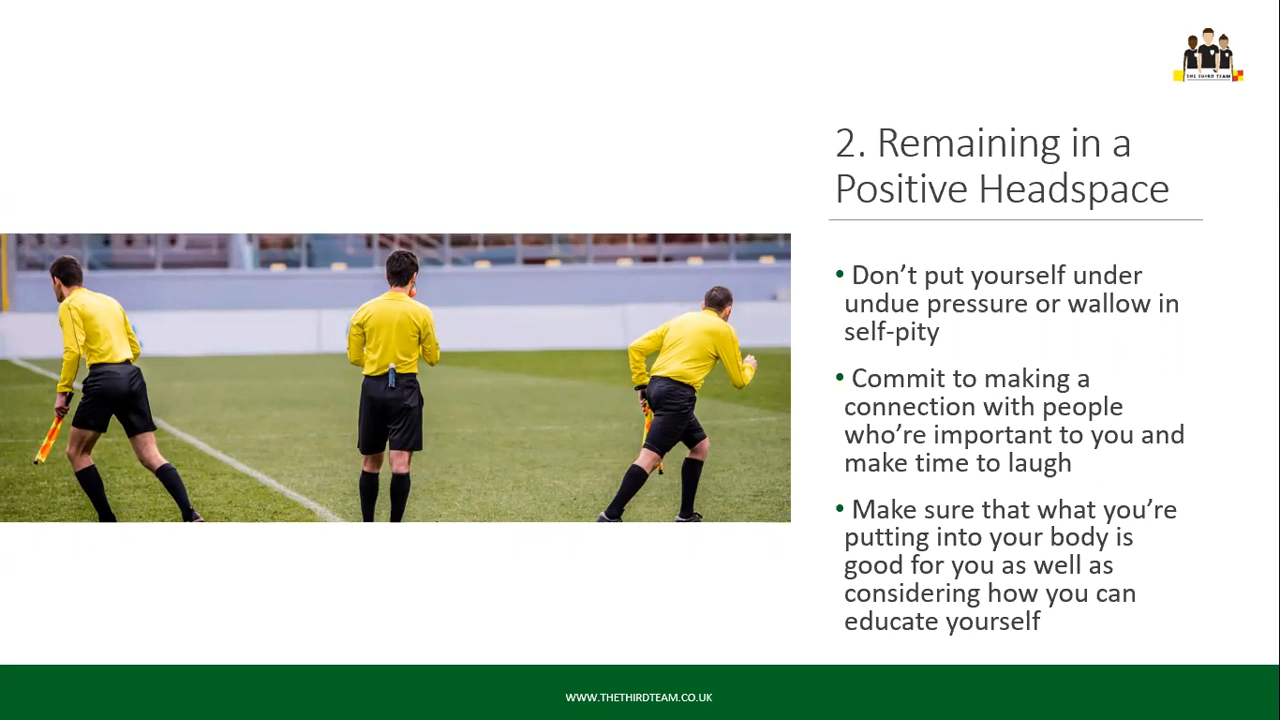 THE THIRD TEAM
2. Remaining in a
Positive Headspace
• Don’t put yourself under
undue pressure or wallow in
self-pity
• Commit to making a
connection with people
who’re important to you and
make time to laugh
• Make sure that what you’re
putting into your body is
good for you as well as
considering how you can
educate yourself
WWW.THETHIRDTEAM.CO.UK